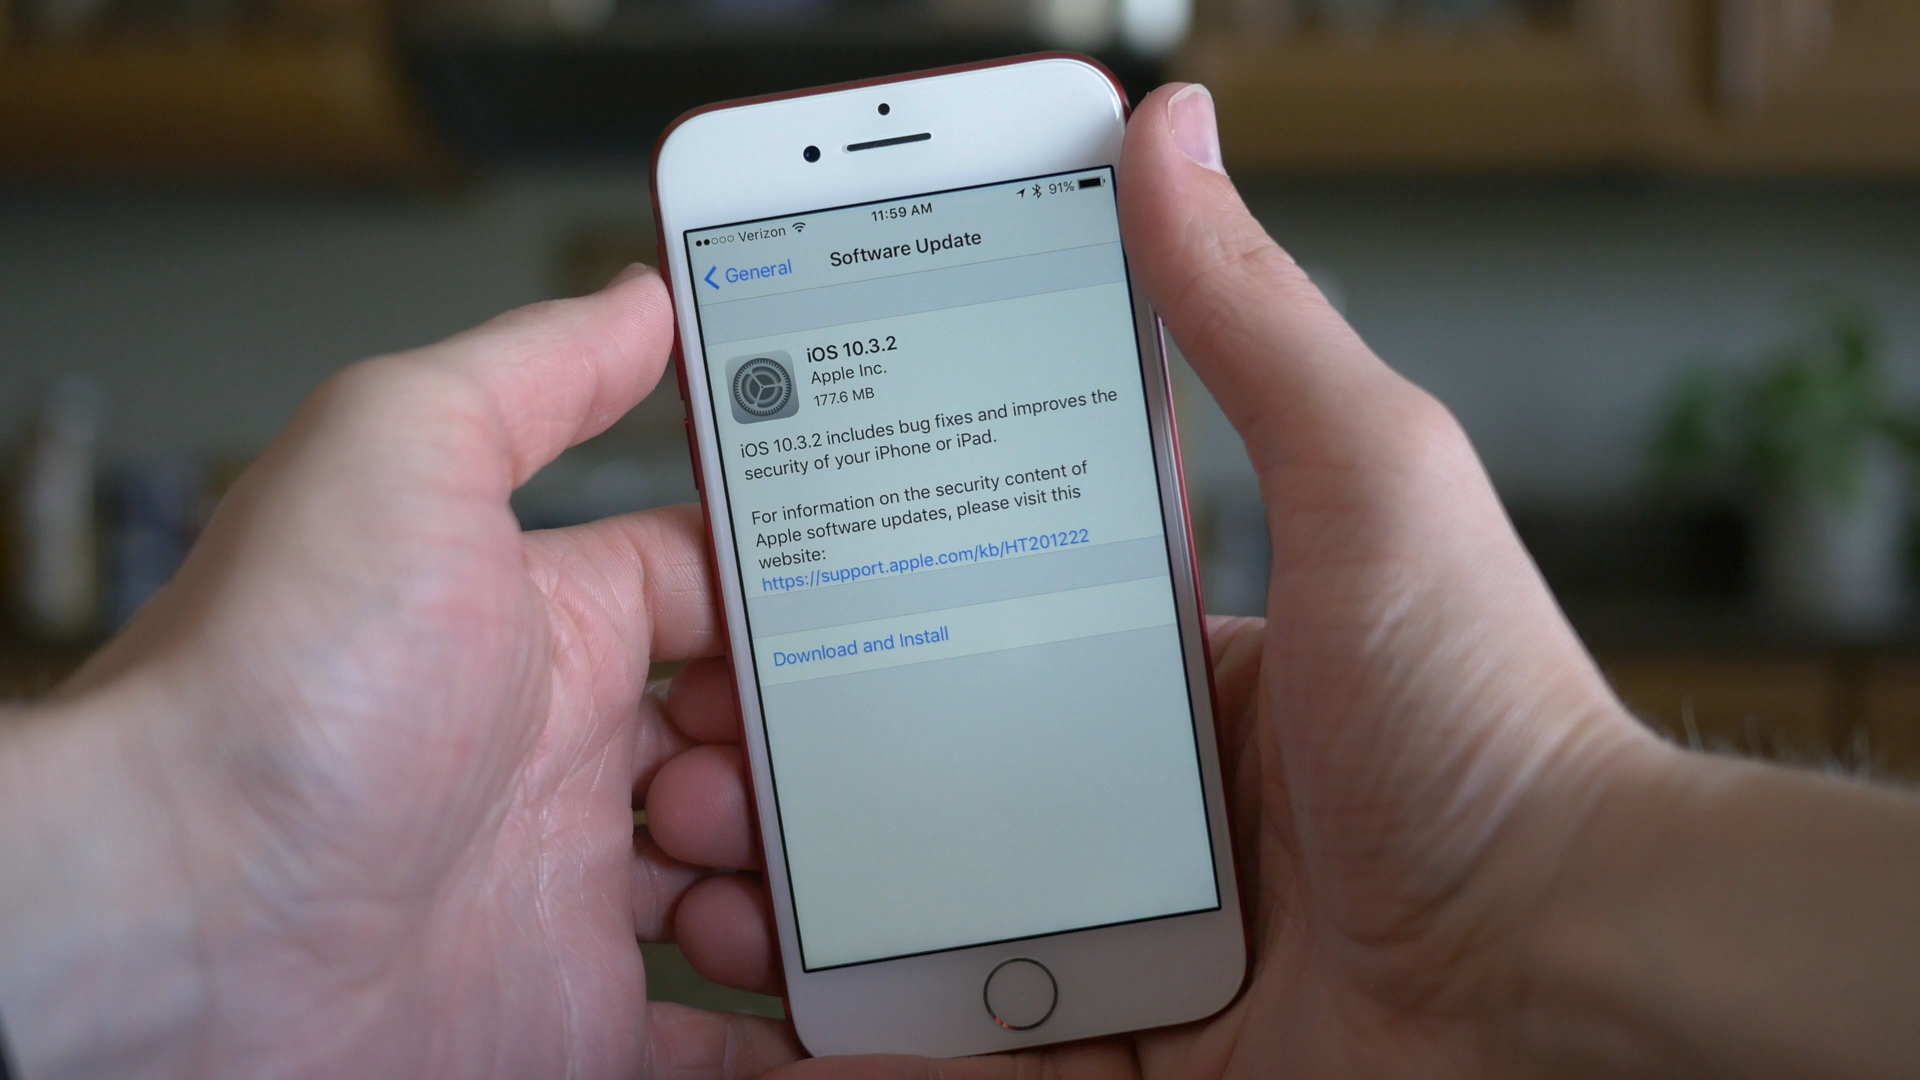 Verizon 11:59 AM 91%
General Software Update
iOS 10.3.2
Apple Inc.
177.6 MB
iOS 10.3.2 includes bug fixes and improves the
security of your iPhone or iPad.
For information on the security content of
Apple software updates, please visit this
website:
https://support.apple.com/kb/HT201222
Download and Install